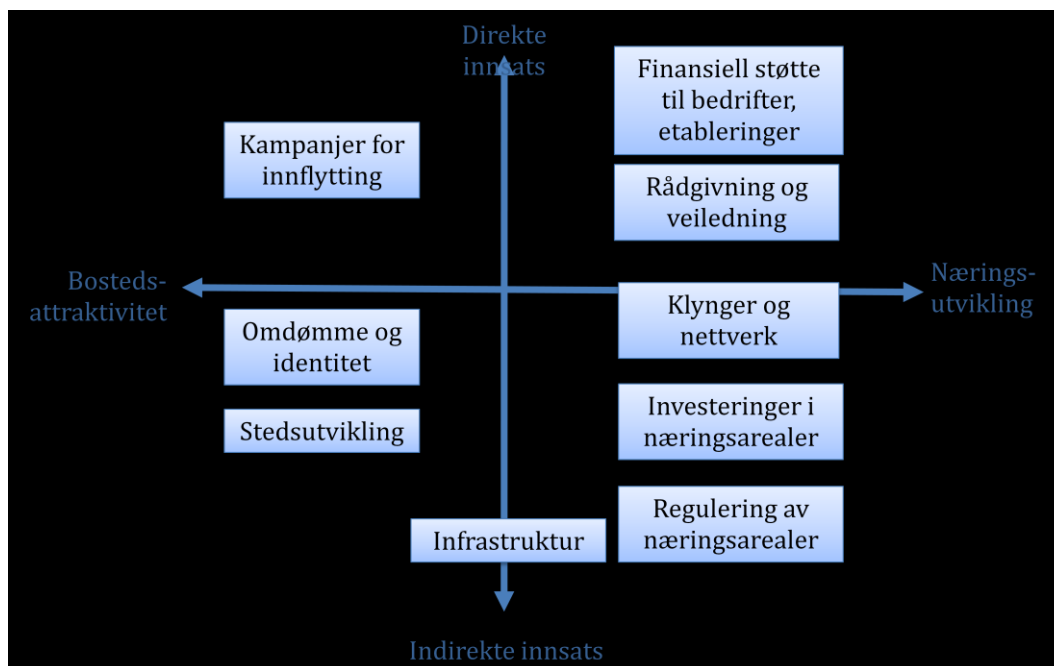 Direkte
innsats
Finansiell støtte
til bedrifter,
etableringer
Kampanjer for
innflytting
Rådgivning og
veiledning
Bosteds-
attraktivitet
Nærings-
utvikling
Klynger og
nettverk
Omdømme og
identitet
Investeringer i
næringsarealer
Stedsutvikling
Regulering av
næringsarealer
Infrastruktur
Indirekte innsats